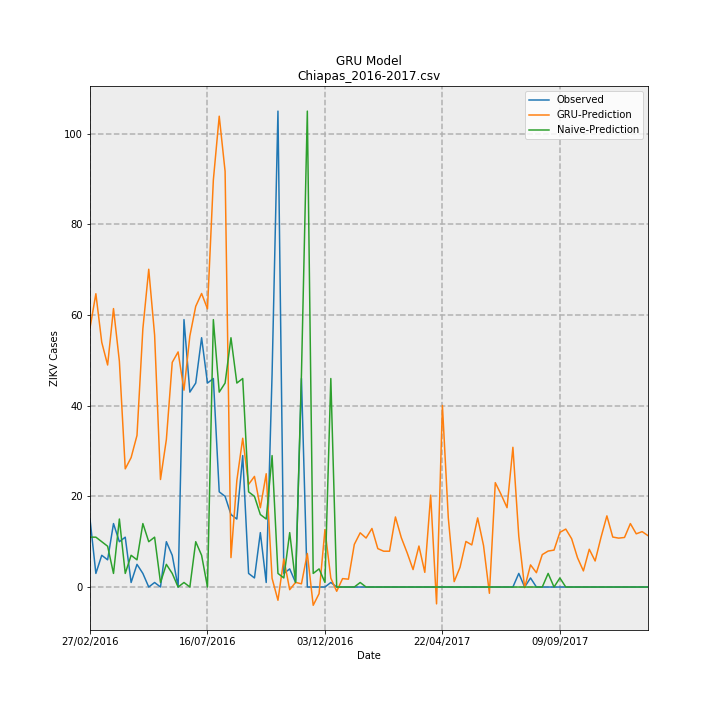 GRU Model
Chiapas_2016-2017.csv
Observed
GRU-Prediction
Naive-Prediction
100
80
60
40
20
0
ZIKV Cases
27/02/2016 16/07/2016 03/12/2016 22/04/2017 09/09/2017
Date